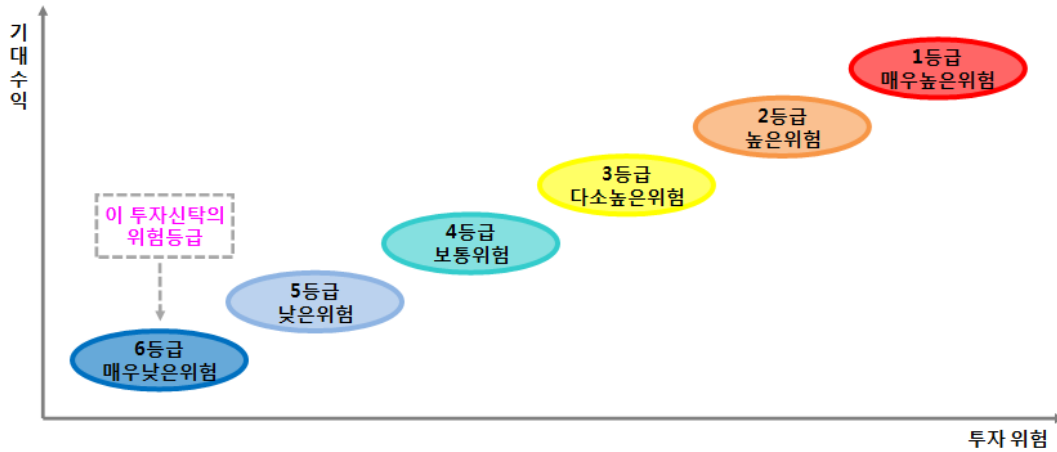 기
대
수
익
1등급
매우높은위험
2등급
높은위험
3등급
다소높은위험
이 투자신탁의
위험등급
4등급
보통위험
5등급
낮은위험
6등급
매우낮은위험
투자 위험